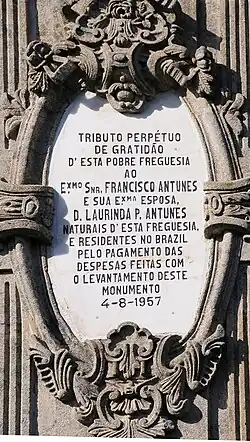 TRIBUTO PERPÉTUO
DE GRATIDÃO
D'ESTA POBRE FREGUESIA
AO
EXMO SNR. FRANCISCO ANTUNES
E SUA EXMA ESPOSA,
D. LAURINDA P. ANTUNES
NATURAIS D'ESTA FREGUESIA,
E RESIDENTES NO BRAZIL
PELO PAGAMENTO DAS
DESPESAS FEITAS COM
O LEVANTAMENTO DESTE
MONUMENTO
4-8-1957